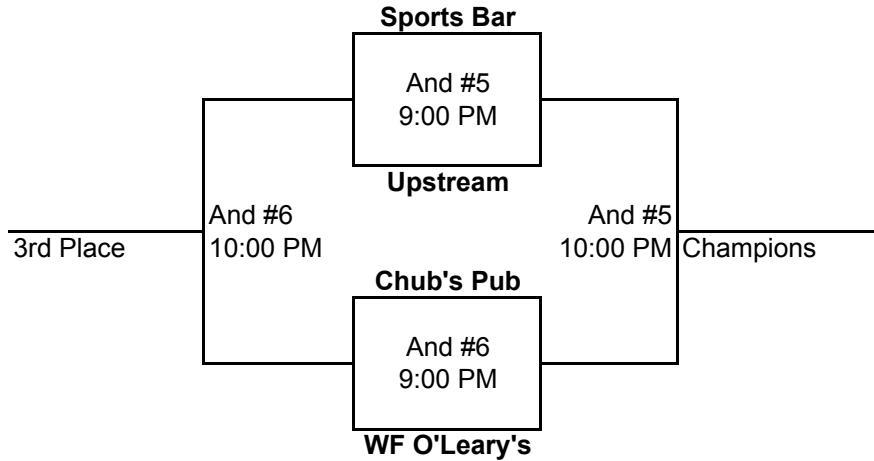 Sports Bar
And #5
9:00 PM
Upstream
And #6
10:00 PM
3rd Place
And #5
10:00 PM
Champions
Chub's Pub
And #6
9:00 PM
WF O'Leary's